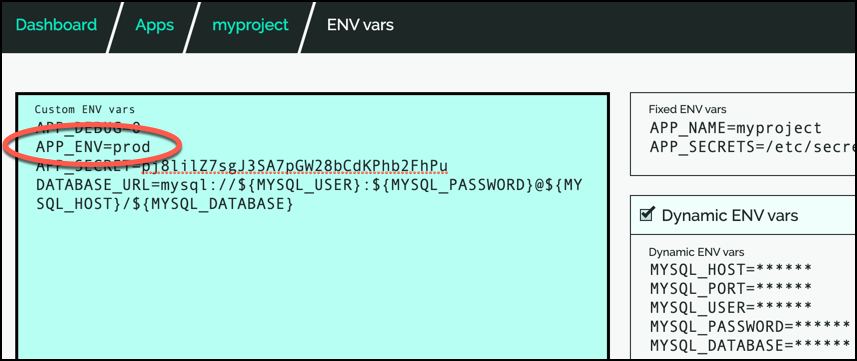 Dashboard Apps myproject ENV vars
Custom ENV vars
APP_DEBUG=0
APP_ENV=prod
APP_SECRET=pj8lilZ7sgJ3SA7pGW28bCdKPhb2FhPu
DATABASE_URL=mysql://${MYSQL_USER}:${MYSQL_PASSWORD}@${MY
SQL_HOST}/${MYSQL_DATABASE}
Fixed ENV vars
APP_NAME=myproject
APP_SECRETS=/etc/secre
Dynamic ENV vars
Dynamic ENV vars
MYSQL_HOST=******
MYSQL_PORT=******
MYSQL_USER=******
MYSQL_PASSWORD=******
MYSQL_DATABASE=******